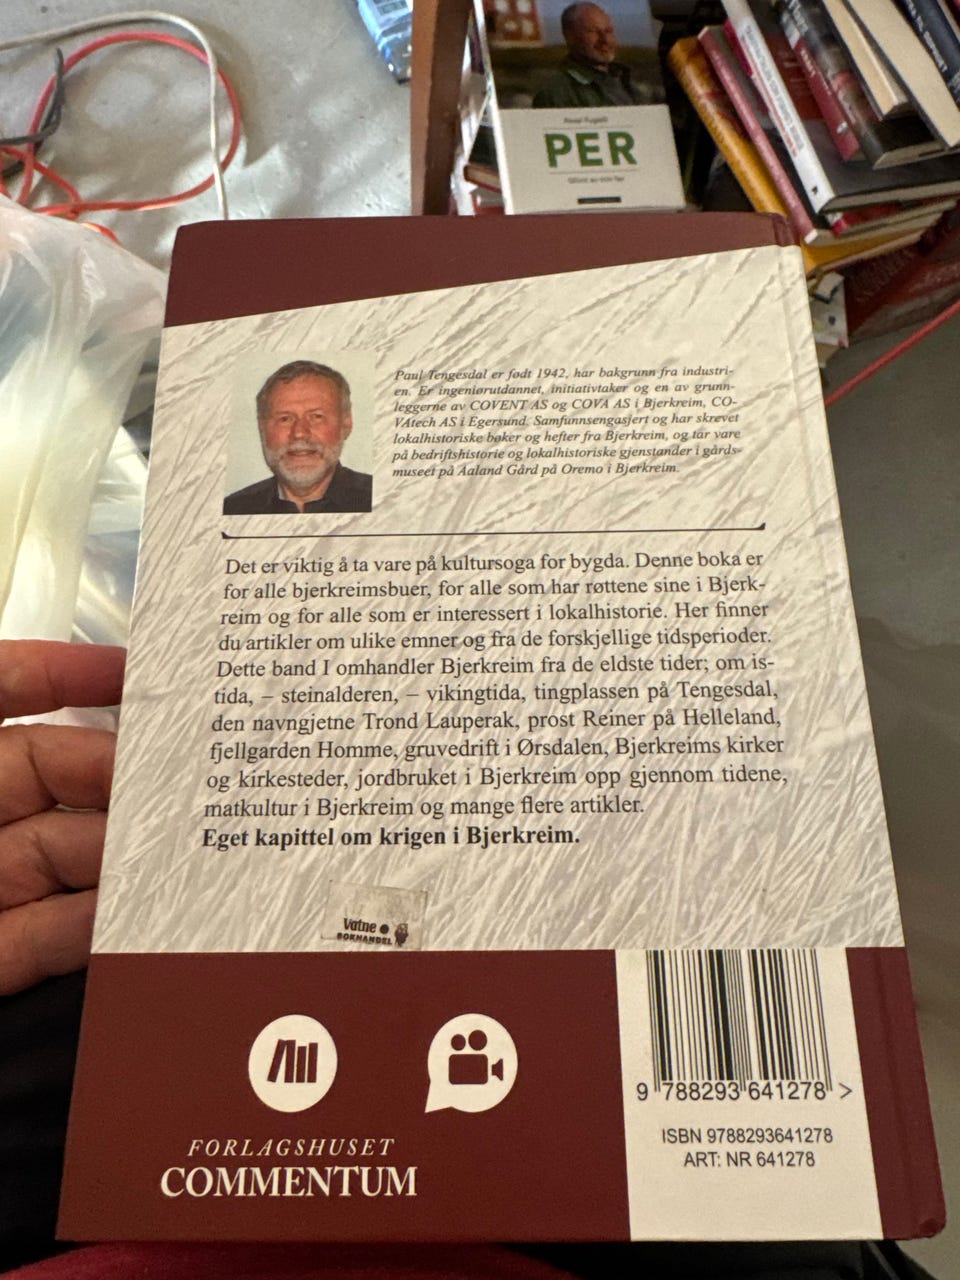 PER
Paul Tengesdal er født 1942, har bakgrunn fra industri-
en. Er ingeniørutdannet, initiativtaker og en av grunn-
leggerne av COVENT AS og COVA AS i Bjerkreim, CO-
VAtech AS i Egersund. Samfunnsengasjert og har skrevet
lokalhistoriske bøker og hefter fra Bjerkreim, og tar vare
på bedriftshistorie og lokalhistoriske gjenstander i gårds-
museet på Aaland Gård på Oremo i Bjerkreim.
Det er viktig å ta vare på kultursoga for bygda. Denne boka er
for alle bjerkreimsbuer, for alle som har røttene sine i Bjerk-
reim og for alle som er interessert i lokalhistorie. Her finner
du artikler om ulike emner og fra de forskjellige tidsperioder.
Dette band I omhandler Bjerkreim fra de eldste tider; om is-
tida, – steinalderen, – vikingtida, tingplassen på Tengesdal,
den navngjetne Trond Lauperak, prost Reiner på Helleland,
fjellgarden Homme, gruvedrift i Ørsdalen, Bjerkreims kirker
og kirkesteder, jordbruket i Bjerkreim opp gjennom tidene,
matkultur i Bjerkreim og mange flere artikler.
Eget kapittel om krigen i Bjerkreim.
Vatne
BOKHANDEL
FORLAGSHUSET
COMMENTUM
9 788293 641278 >
ISBN 9788293641278
ART: NR 641278